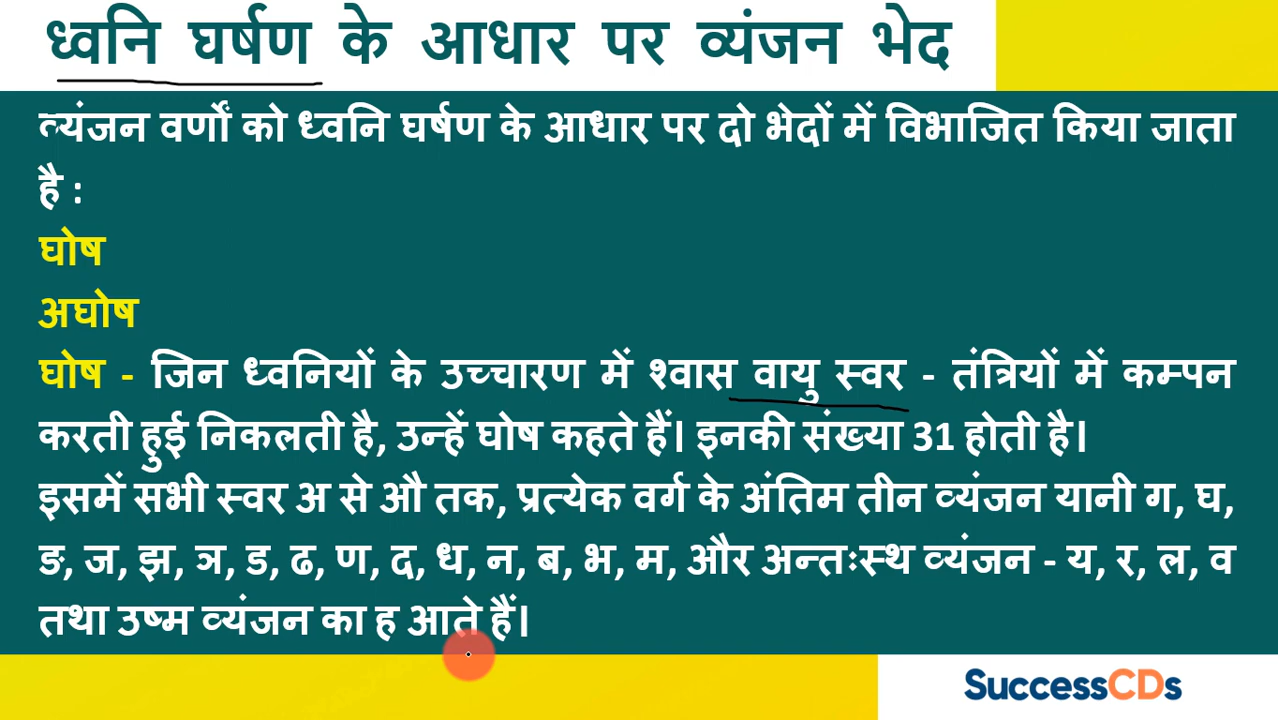 ध्वनि घर्षण के आधार पर व्यंजन भेद
व्यंजन वर्णों को ध्वनि घर्षण के आधार पर दो भेदों में विभाजित किया जाता
है :
घोष
अघोष
घोष - जिन ध्वनियों के उच्चारण में श्वास वायु स्वर - तंत्रियों में कम्पन
करती हुई निकलती है, उन्हें घोष कहते हैं। इनकी संख्या 31 होती है।
इसमें सभी स्वर अ से औ तक, प्रत्येक वर्ग के अंतिम तीन व्यंजन यानी ग, घ,
ङ, ज, झ, ञ, ड, ढ, ण, द, ध, न, ब, भ, म, और अन्तःस्थ व्यंजन - य, र, ल, व
तथा उष्म व्यंजन का ह आते हैं।
SuccessCDs